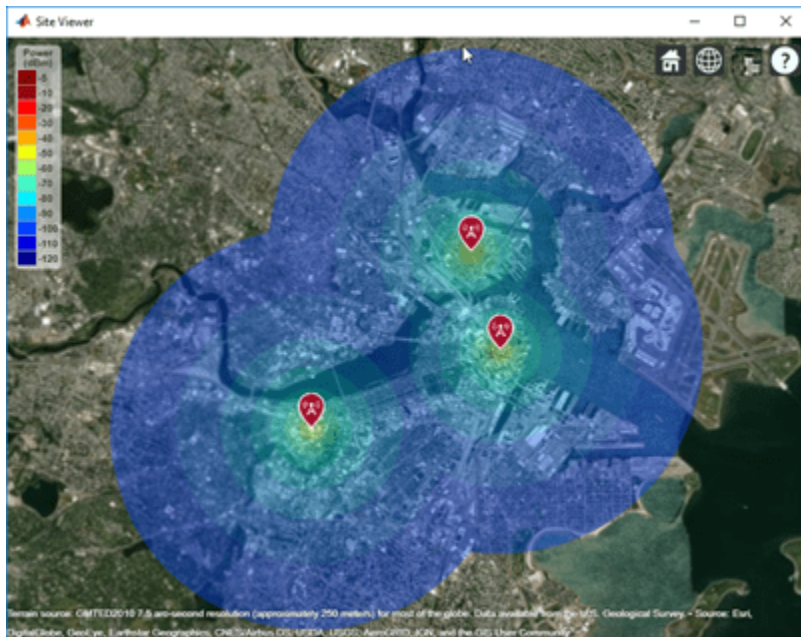 Site Viewer
Power
(dBm)
-5
-10
-20
-30
-40
-50
-60
-70
-80
-90
-100
-110
-120
Terrain source: GMTED2010 7.5 arc-second resolution (approximately 250 meters) for most of the globe. Data available from the U.S. Geological Survey. • Source: Esri,
DigitalGlobe, GeoEye, Earthstar Geographics, CNES/Airbus DS, USDA, USGS, AeroGRID, IGN, and the GIS User Community